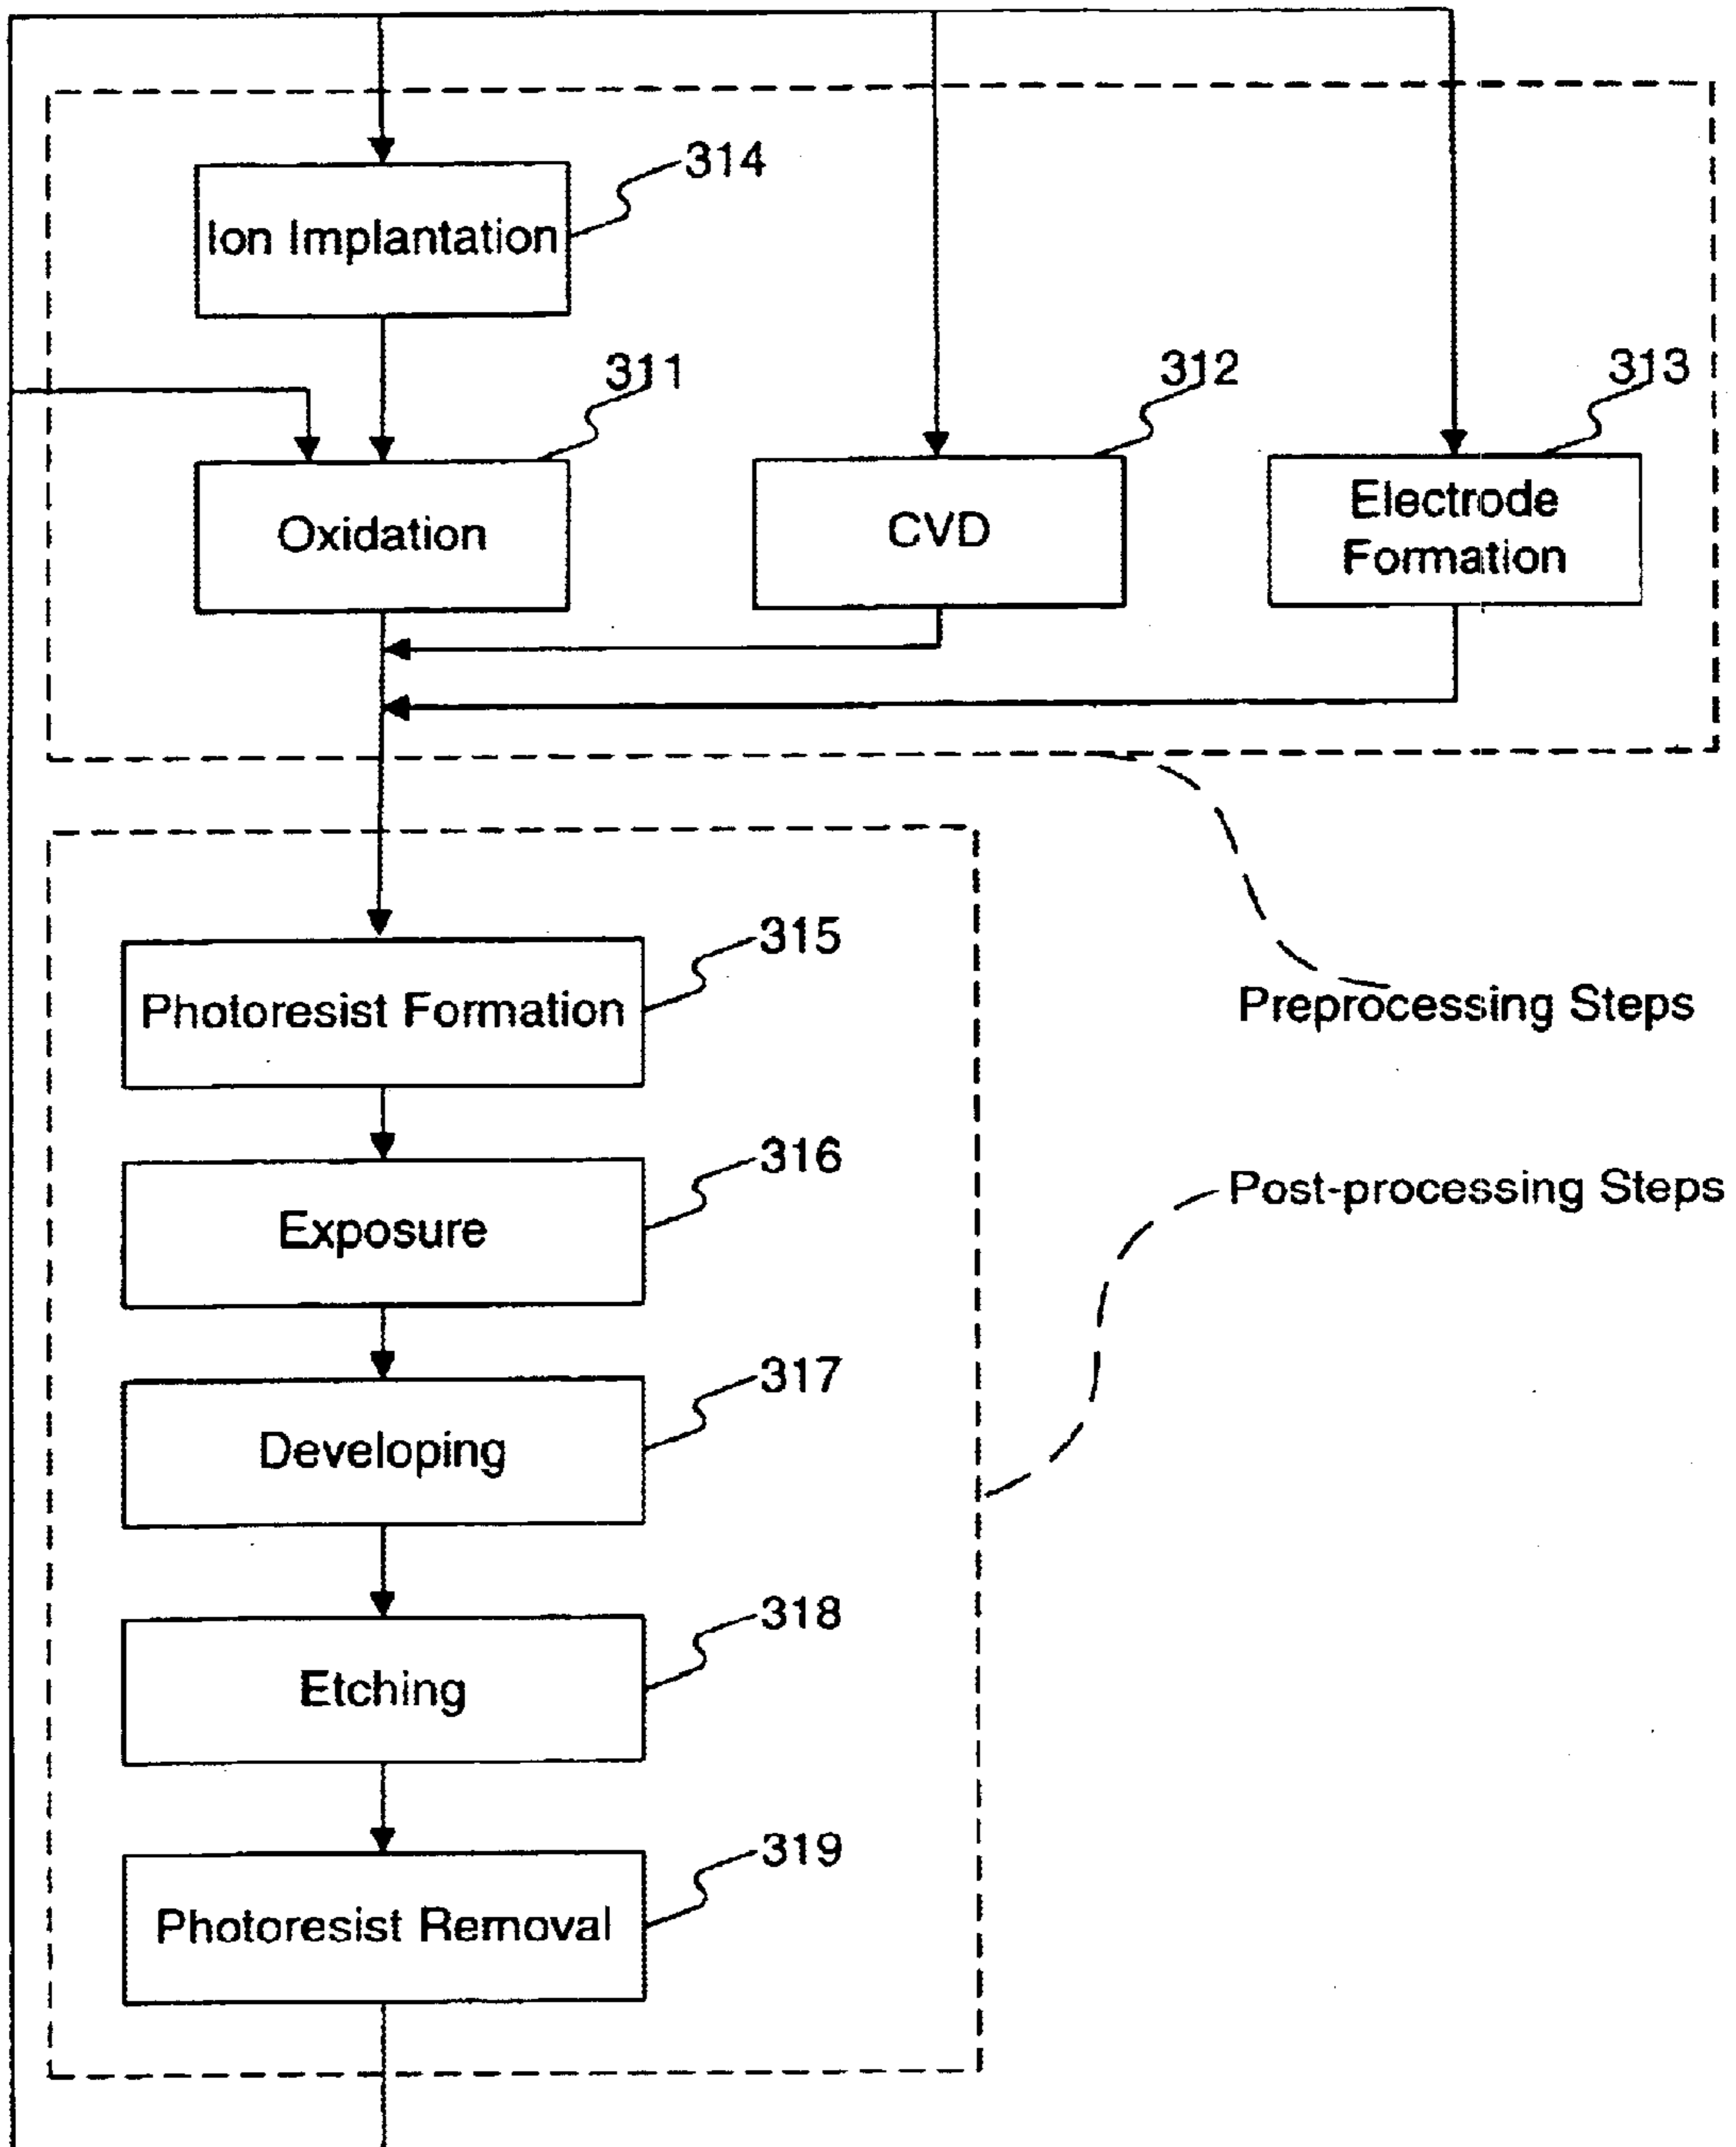 314
Ion Implantation
311
312
313
Oxidation
CVD
Electrode
Formation
315
Photoresist Formation
Preprocessing Steps
316
Exposure
Post-processing Steps
317
Developing
318
Etching
319
Photoresist Removal